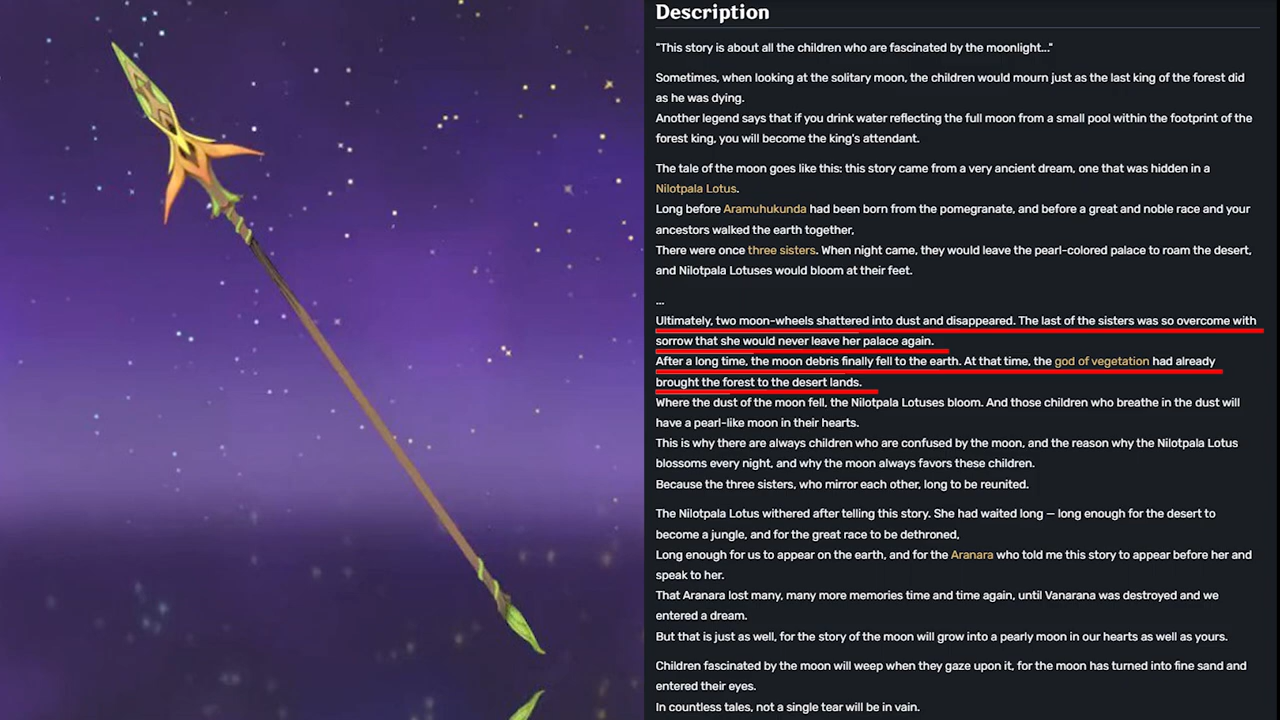 Description
"This story is about all the children who are fascinated by the moonlight..."
Sometimes, when looking at the solitary moon, the children would mourn just as the last king of the forest did
as he was dying.
Another legend says that if you drink water reflecting the full moon from a small pool within the footprint of the
forest king, you will become the king's attendant.
The tale of the moon goes like this: this story came from a very ancient dream, one that was hidden in a
Nilotpala Lotus.
Long before Aramuhukunda had been born from the pomegranate, and before a great and noble race and your
ancestors walked the earth together,
There were once three sisters. When night came, they would leave the pearl-colored palace to roam the desert,
and Nilotpala Lotuses would bloom at their feet.
...
Ultimately, two moon-wheels shattered into dust and disappeared. The last of the sisters was so overcome with
sorrow that she would never leave her palace again.
After a long time, the moon debris finally fell to the earth. At that time, the god of vegetation had already
brought the forest to the desert lands.
Where the dust of the moon fell, the Nilotpala Lotuses bloom. And those children who breathe in the dust will
have a pearl-like moon in their hearts.
This is why there are always children who are confused by the moon, and the reason why the Nilotpala Lotus
blossoms every night, and why the moon always favors these children.
Because the three sisters, who mirror each other, long to be reunited.
The Nilotpala Lotus withered after telling this story. She had waited long — long enough for the desert to
become a jungle, and for the great race to be dethroned,
Long enough for us to appear on the earth, and for the Aranara who told me this story to appear before her and
speak to her.
That Aranara lost many, many more memories time and time again, until Vanarana was destroyed and we
entered a dream.
But that is just as well, for the story of the moon will grow into a pearly moon in our hearts as well as yours.
Children fascinated by the moon will weep when they gaze upon it, for the moon has turned into fine sand and
entered their eyes.
In countless tales, not a single tear will be in vain.